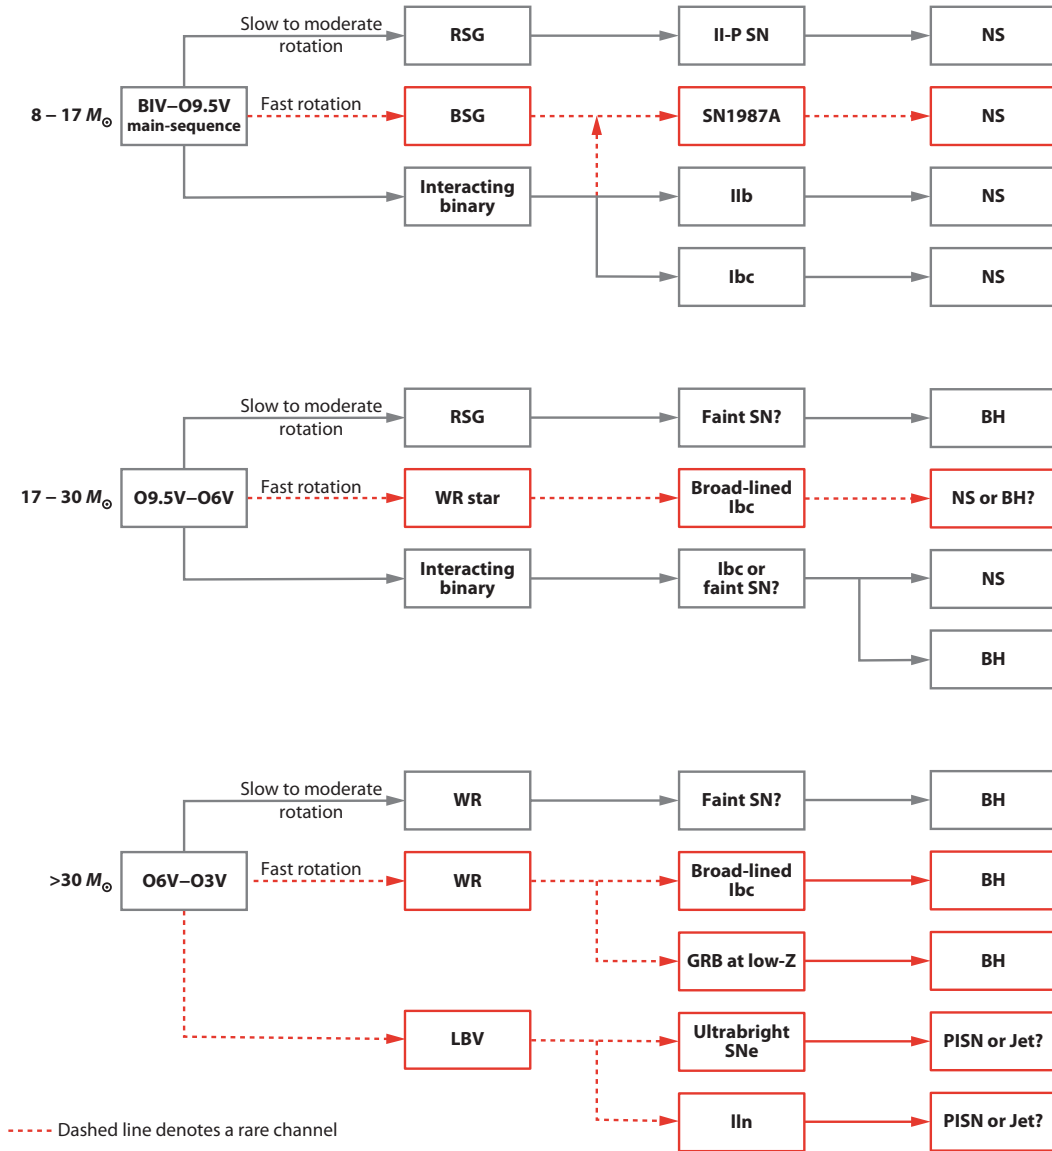 Slow to moderate
rotation
RSG
II-P SN
NS
8 – 17 M⊙
BIV–O9.5V
main-sequence
Fast rotation
BSG
SN1987A
NS
Interacting
binary
IIb
NS
Ibc
NS
Slow to moderate
rotation
RSG
Faint SN?
BH
17 – 30 M⊙
O9.5V–O6V
Fast rotation
WR star
Broad-lined
Ibc
NS or BH?
Interacting
binary
Ibc or
faint SN?
NS
BH
Slow to moderate
rotation
WR
Faint SN?
BH
>30 M⊙
O6V–O3V
Fast rotation
WR
Broad-lined
Ibc
BH
GRB at low-Z
BH
LBV
Ultrabright
SNe
PISN or Jet?
IIn
PISN or Jet?
Dashed line denotes a rare channel